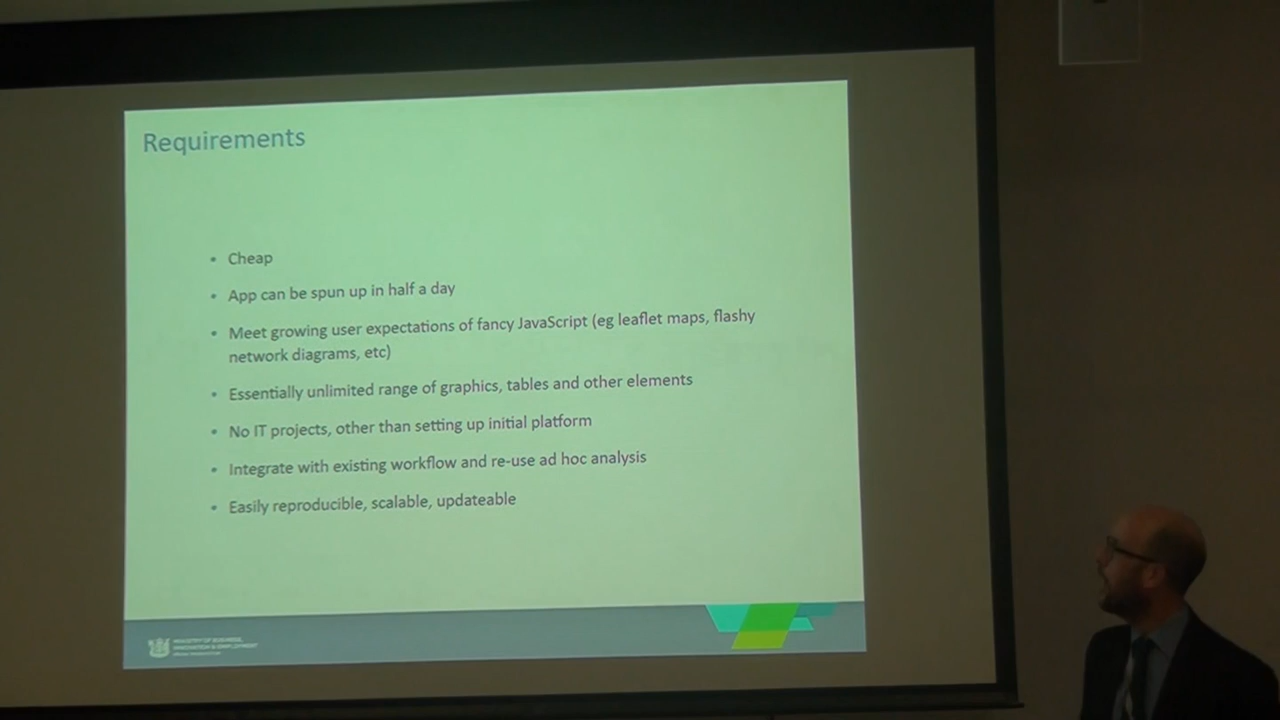 Requirements
• Cheap
• App can be spun up in half a day
• Meet growing user expectations of fancy JavaScript (eg leaflet maps, flashy
network diagrams, etc)
• Essentially unlimited range of graphics, tables and other elements
• No IT projects, other than setting up initial platform
• Integrate with existing workflow and re-use ad hoc analysis
• Easily reproducible, scalable, updateable
MINISTRY OF BUSINESS,
INNOVATION & EMPLOYMENT